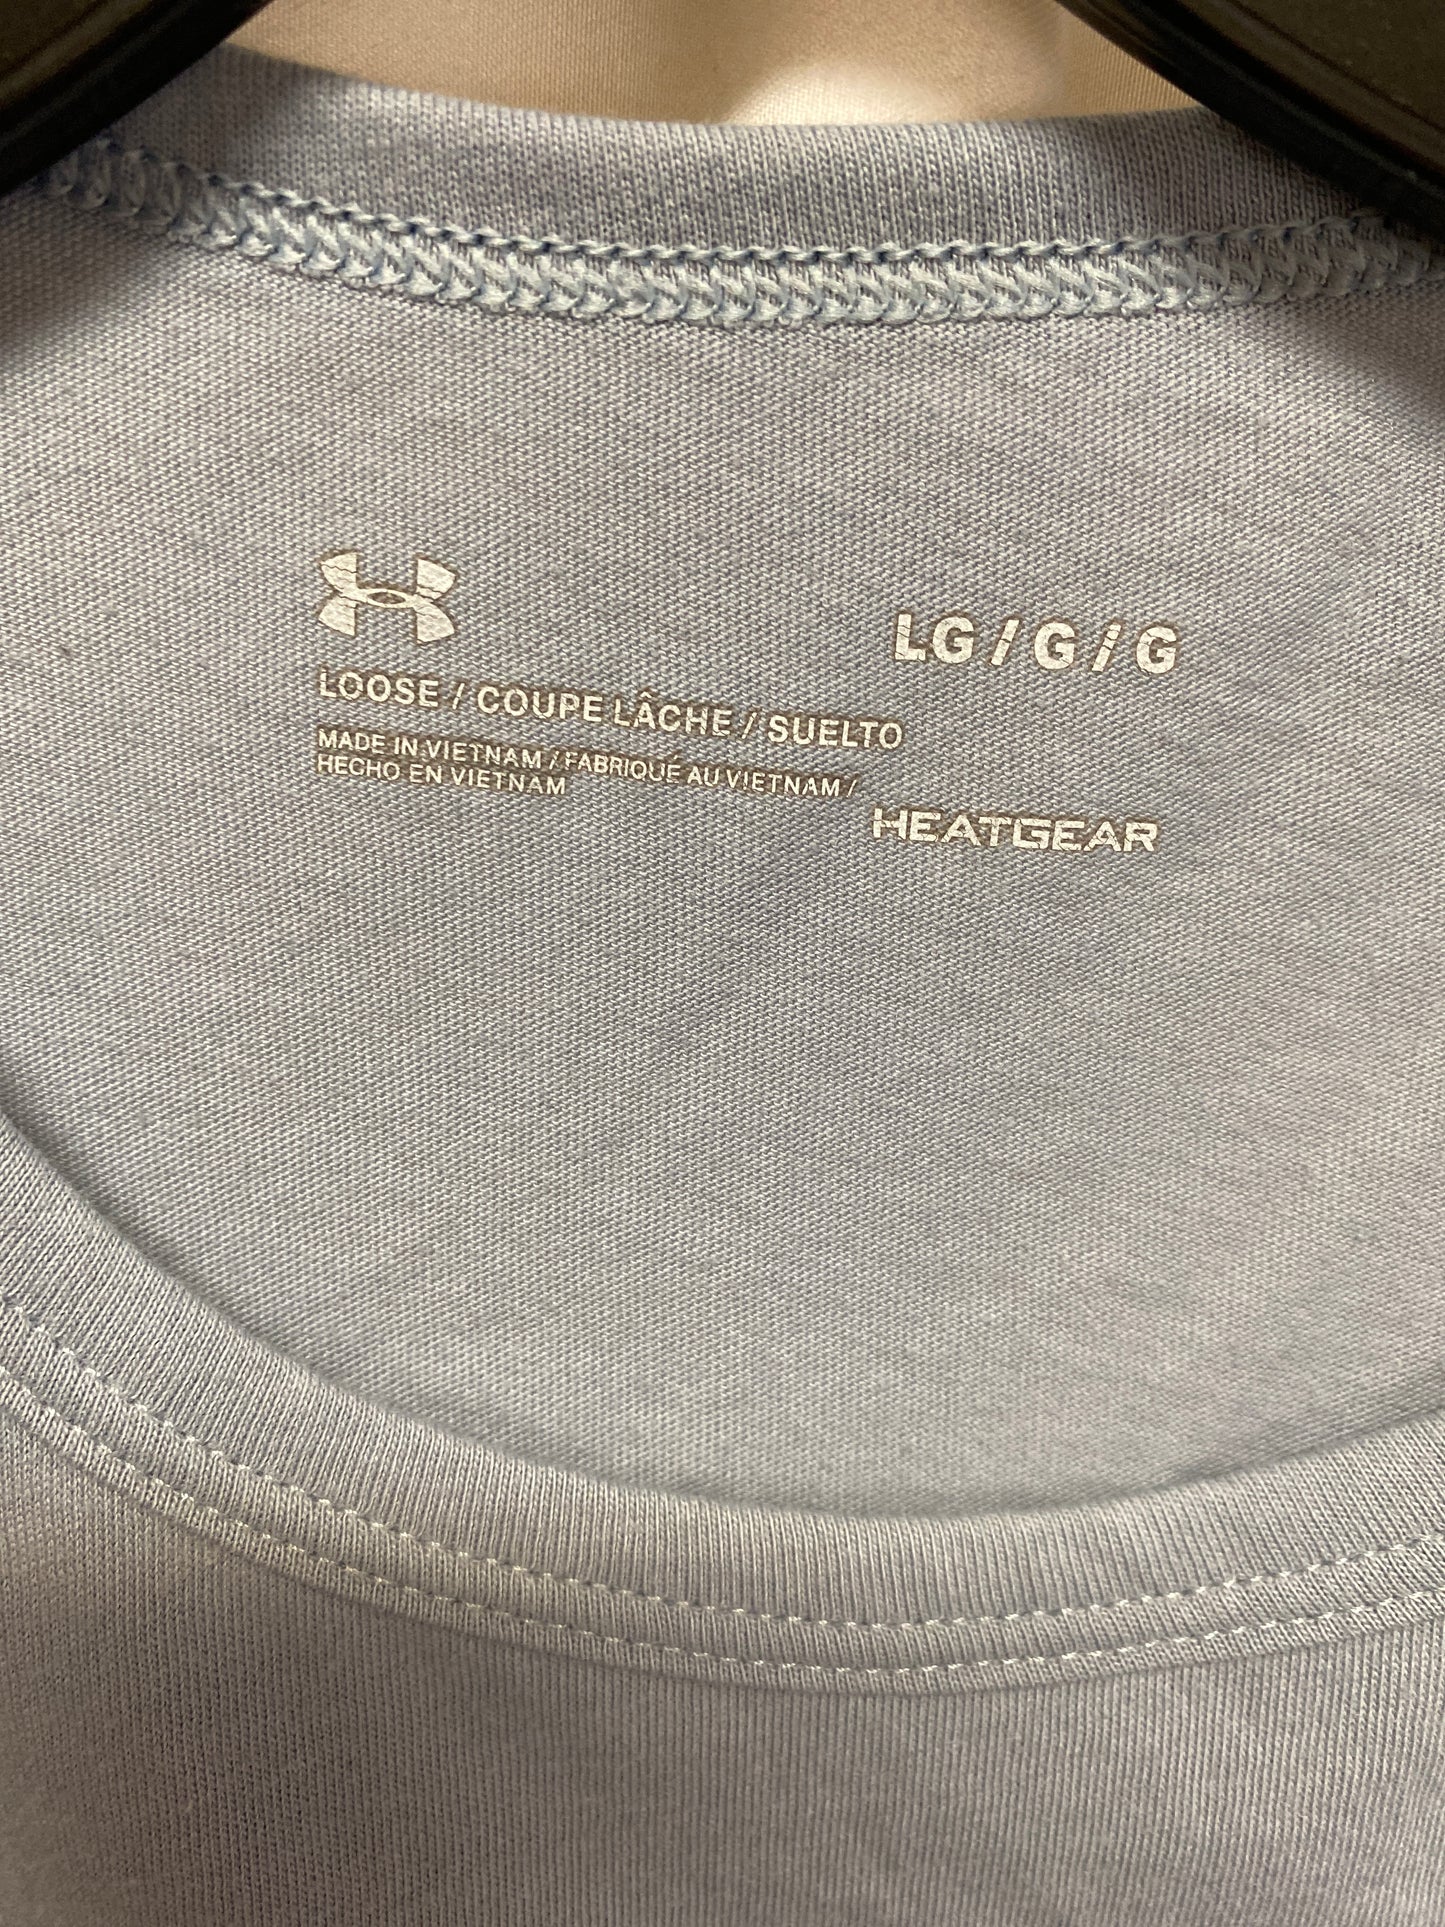 LG / G / G
LOOSE / COUPE LÂCHE / SUELTO
MADE IN VIETNAM / FABRIQUÉ AU VIETNAM /
HECHO EN VIETNAM
HEATGEAR